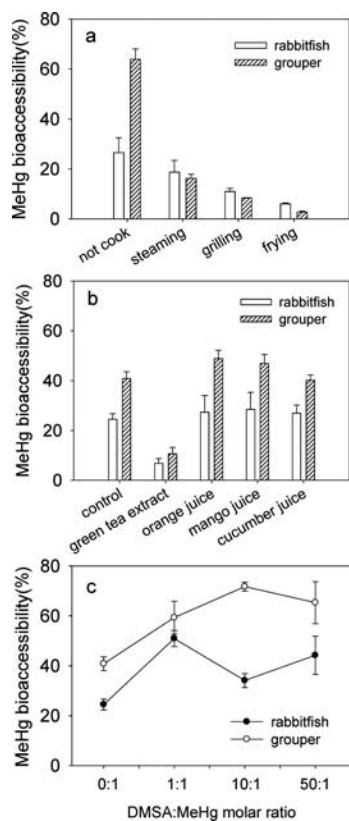 a
rabbitfish
grouper
MeHg bioaccessibility(%)
80
60
40
20
0
not cook
steaming
grilling
frying
b
rabbitfish
grouper
MeHg bioaccessibility(%)
80
60
40
20
0
control
green tea extract
orange juice
mango juice
cucumber juice
c
MeHg bioaccessibility(%)
80
60
40
20
0
rabbitfish
grouper
0:1 1:1 10:1 50:1
DMSA:MeHg molar ratio